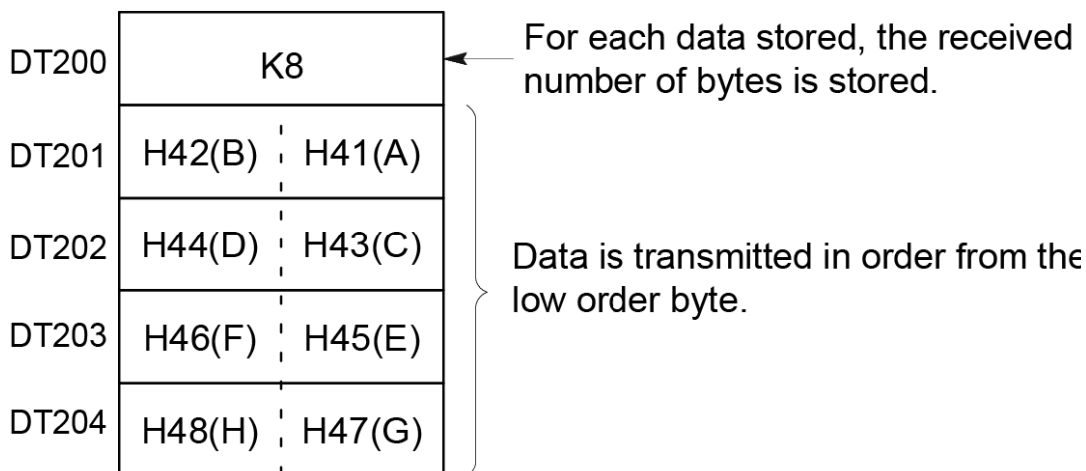 DT200 K8
For each data stored, the received
number of bytes is stored.
DT201 H42(B) H41(A)
DT202 H44(D) H43(C)
Data is transmitted in order from the
low order byte.
DT203 H46(F) H45(E)
DT204 H48(H) H47(G)